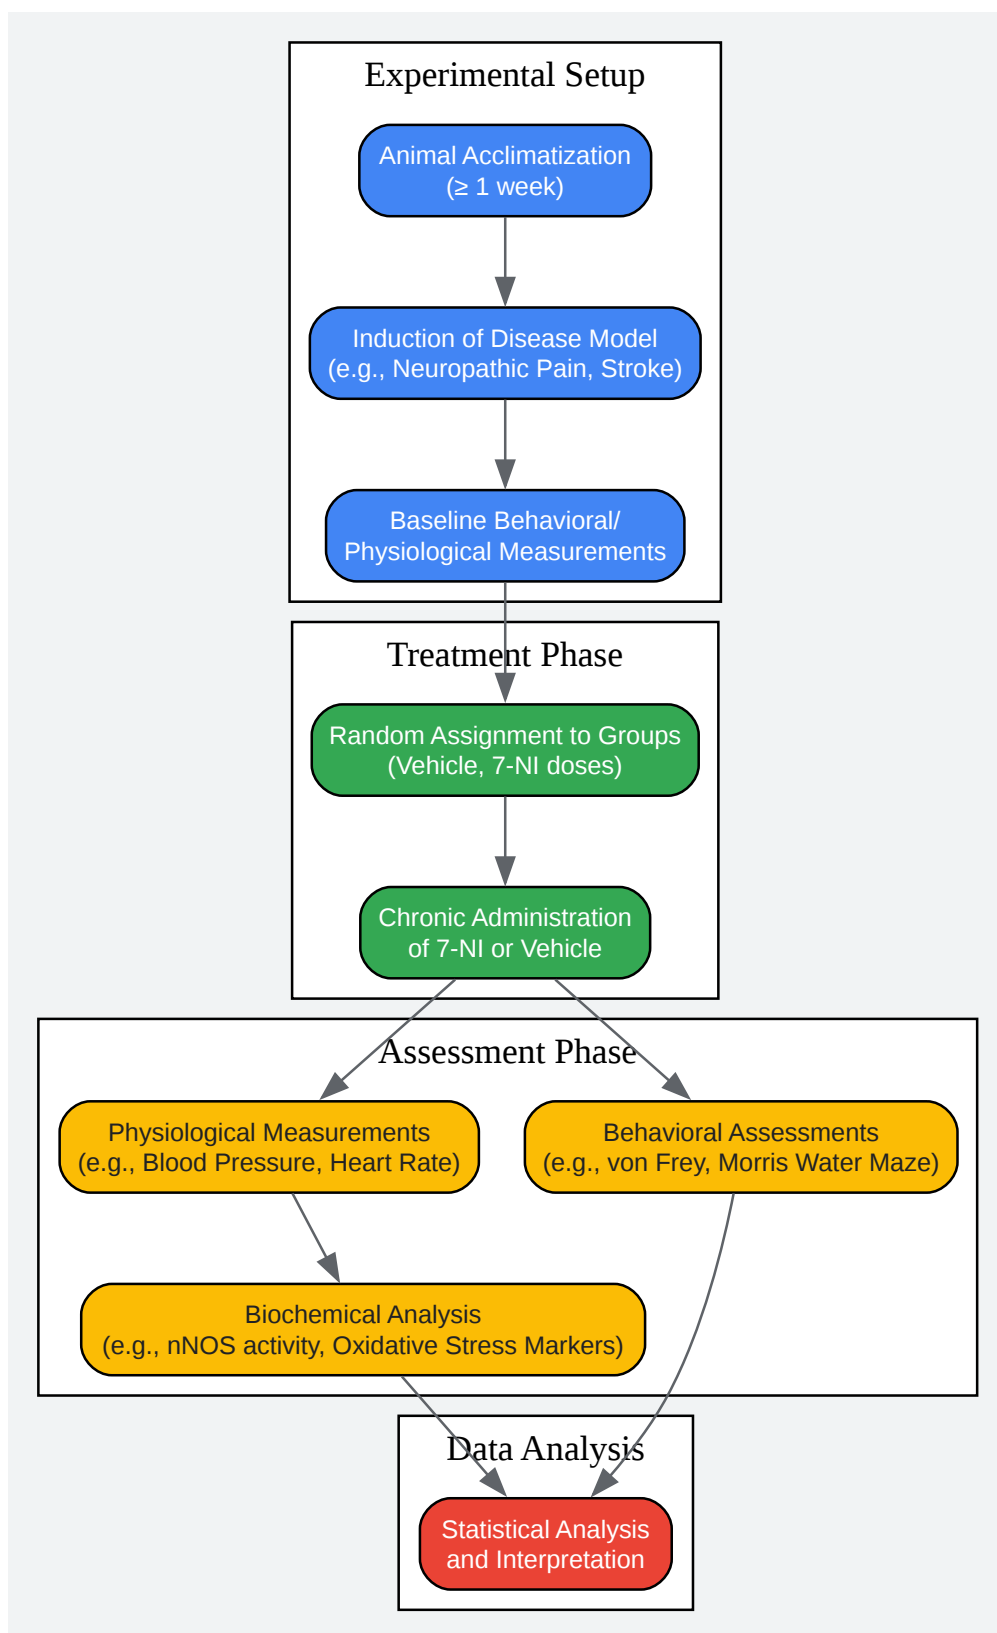 Experimental Setup
Animal Acclimatization
(≥ 1 week)
Induction of Disease Model
(e.g., Neuropathic Pain, Stroke)
Baseline Behavioral/
Physiological Measurements
Treatment Phase
Random Assignment to Groups
(Vehicle, 7-NI doses)
Chronic Administration
of 7-NI or Vehicle
Assessment Phase
Physiological Measurements
(e.g., Blood Pressure, Heart Rate)
Behavioral Assessments
(e.g., von Frey, Morris Water Maze)
Biochemical Analysis
(e.g., nNOS activity, Oxidative Stress Markers)
Data Analysis
Statistical Analysis
and Interpretation